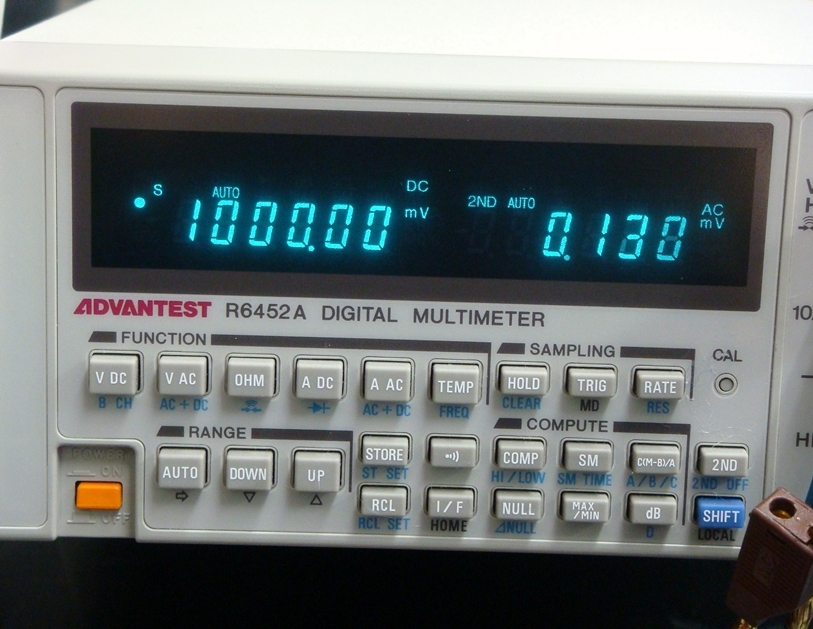 S AUTO 1000.00 DC mV 2ND AUTO 0.138 AC mV
ADVANTEST R6452A DIGITAL MULTIMETER
FUNCTION
V DC V AC OHM A DC A AC TEMP
8 CH AC+DC AC+DC FREQ
SAMPLING
HOLD TRIG RATE
CLEAR MD RES
CAL
RANGE
AUTO DOWN UP
STORE
ST SET
RCL I/F
RCL SET HOME
COMPUTE
COMP SM C(M-B)/A 2ND
HI/LOW SM TIME A/B/C 2ND OFF
NULL MAX/MIN dB SHIFT
⊿NULL D LOCAL
POWER
ON
OFF